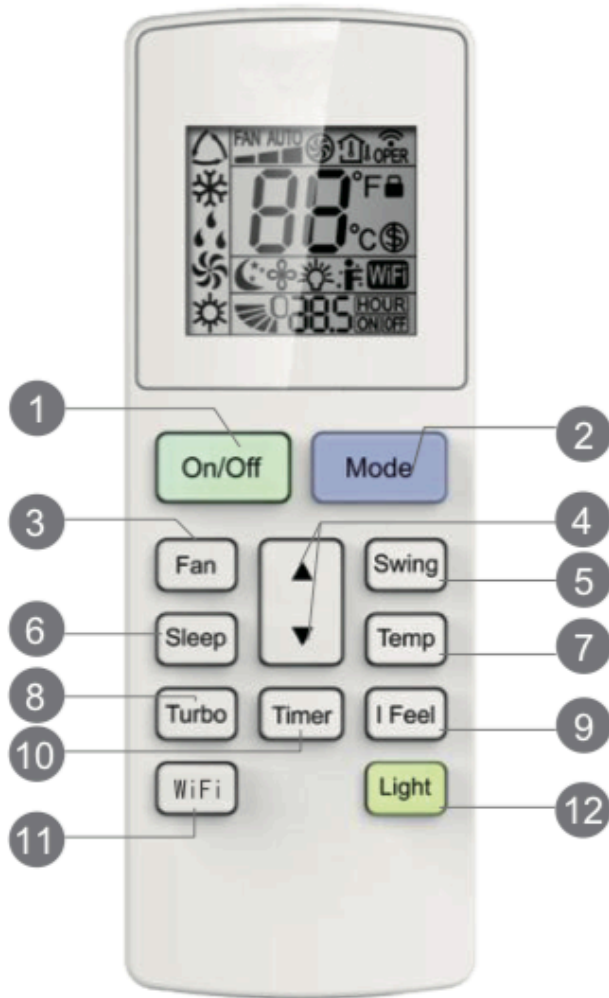 FAN AUTO
OPER
88 °F
°C
WiFi
038.5 HOUR
ON OFF
1
On/Off
Mode
2
3
Fan
4
Swing
5
6
Sleep
Temp
7
8
Turbo
Timer
I Feel
9
10
WiFi
Light
11
12